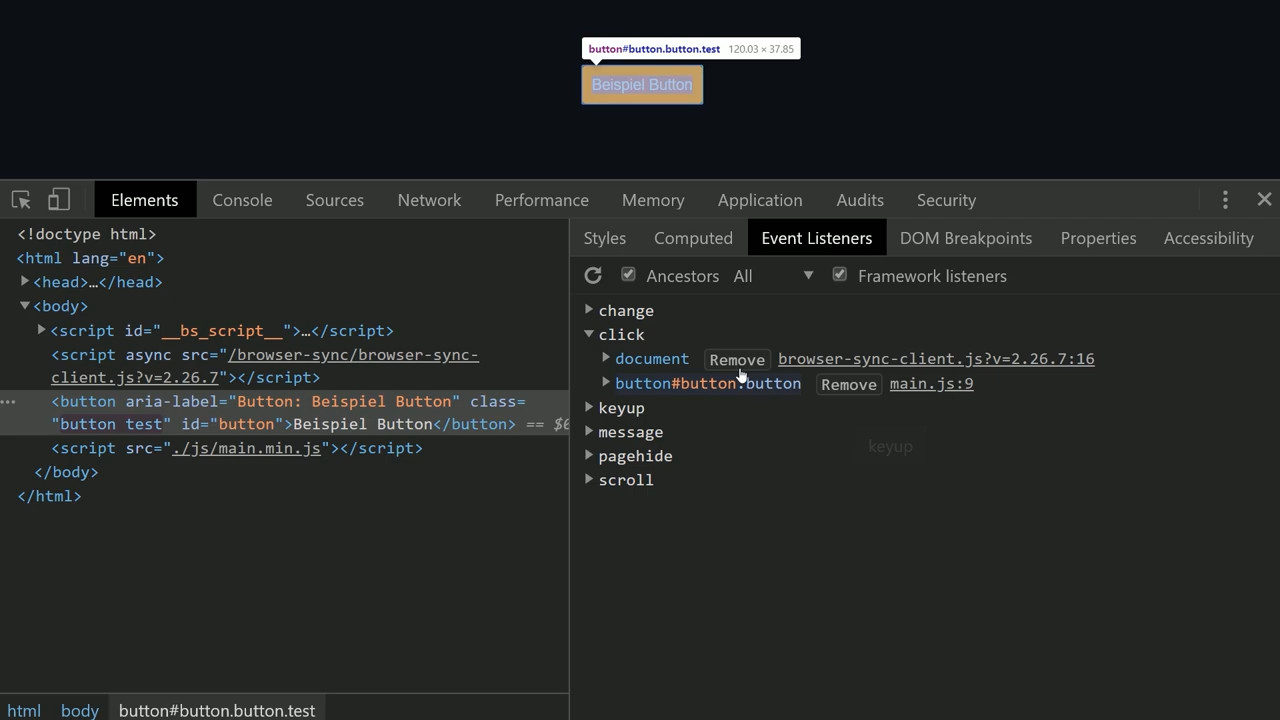 button#button.button.test 120.03 × 37.85
Beispiel Button
Elements Console Sources Network Performance Memory Application Audits Security
<!doctype html>
<html lang="en">
<head>…</head>
<body>
<script id="__bs_script__">…</script>
<script async src="/browser-sync/browser-sync-
client.js?v=2.26.7"></script>
<button aria-label="Button: Beispiel Button" class=
"button test" id="button">Beispiel Button</button> == $
<script src="./js/main.min.js"></script>
</body>
</html>
html body button#button.button.test
Styles Computed Event Listeners DOM Breakpoints Properties Accessibility
Ancestors All Framework listeners
change
click
document Remove browser-sync-client.js?v=2.26.7:16
button#button.button Remove main.js:9
keyup
message
keyup
pagehide
scroll